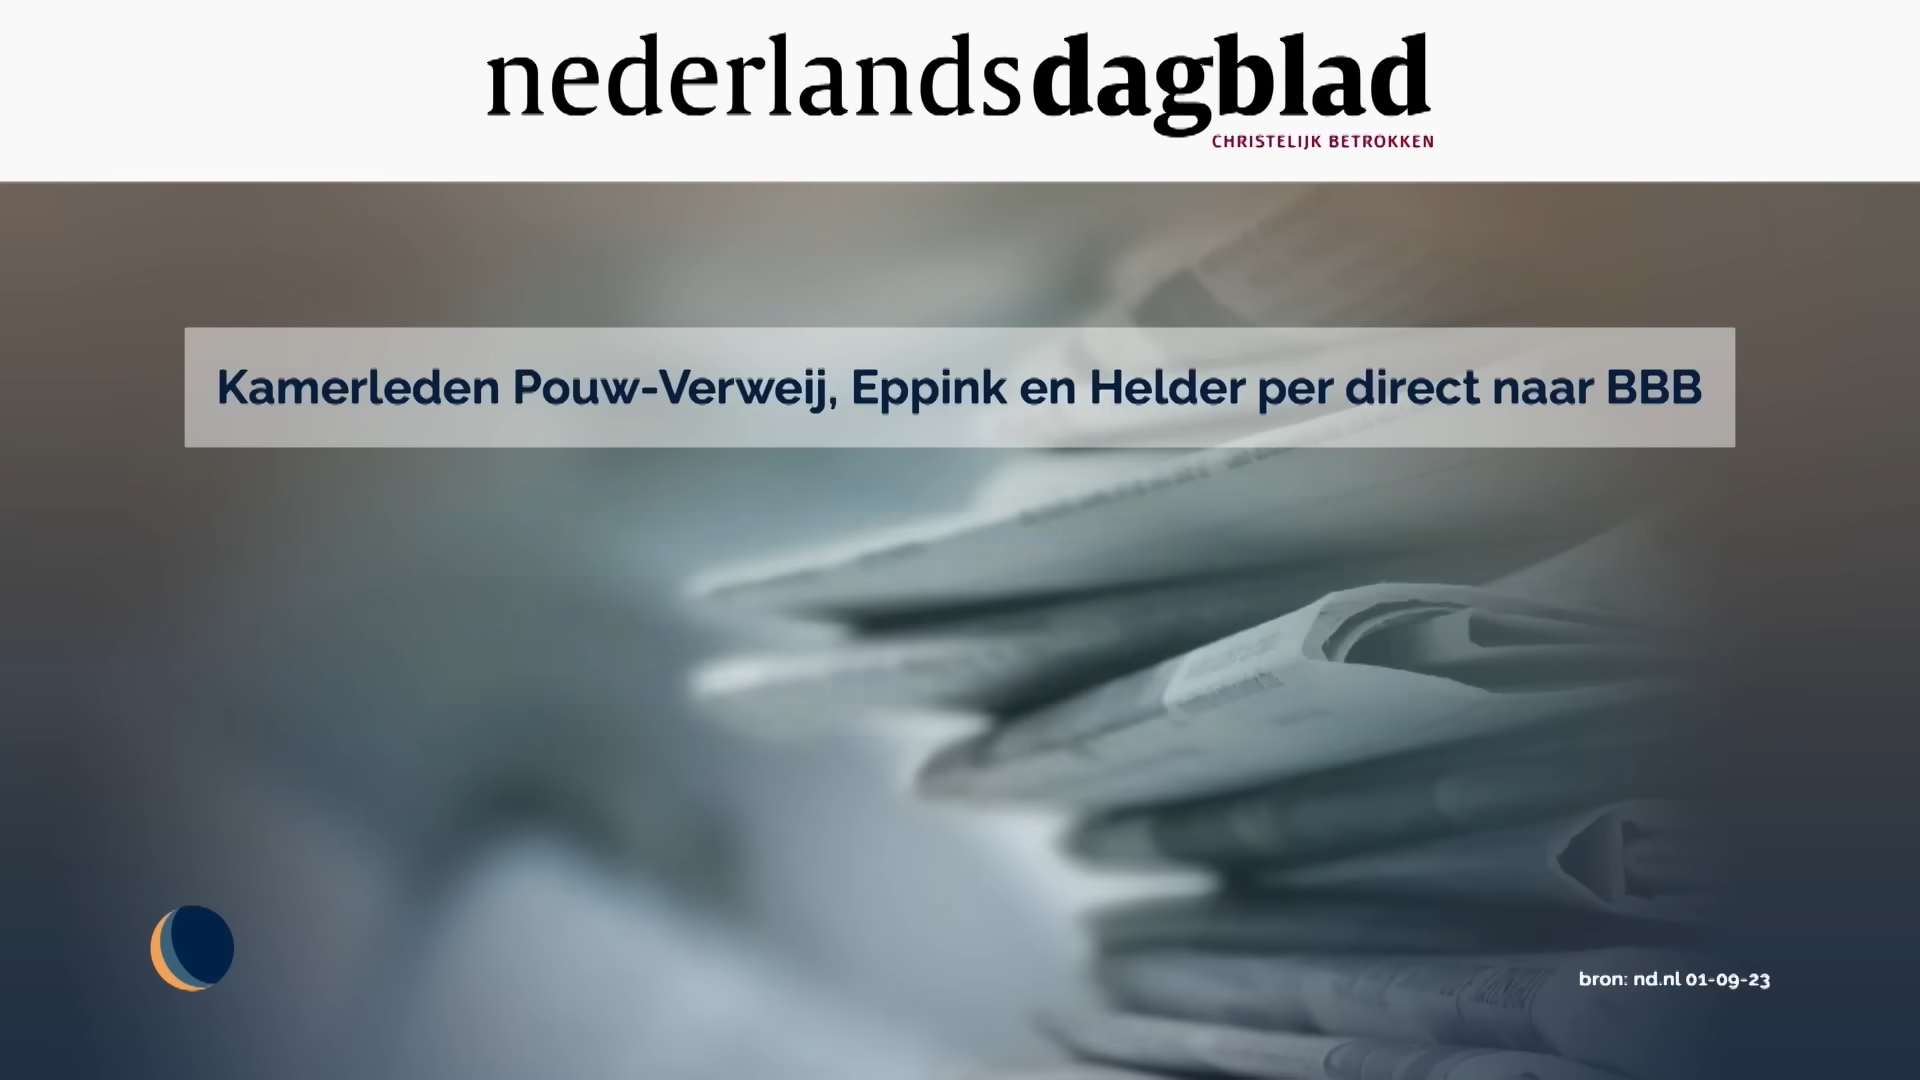 nederlandsdagblad
CHRISTELIJK BETROKKEN
Kamerleden Pouw-Verweij, Eppink en Helder per direct naar BBB
bron: nd.nl 01-09-23